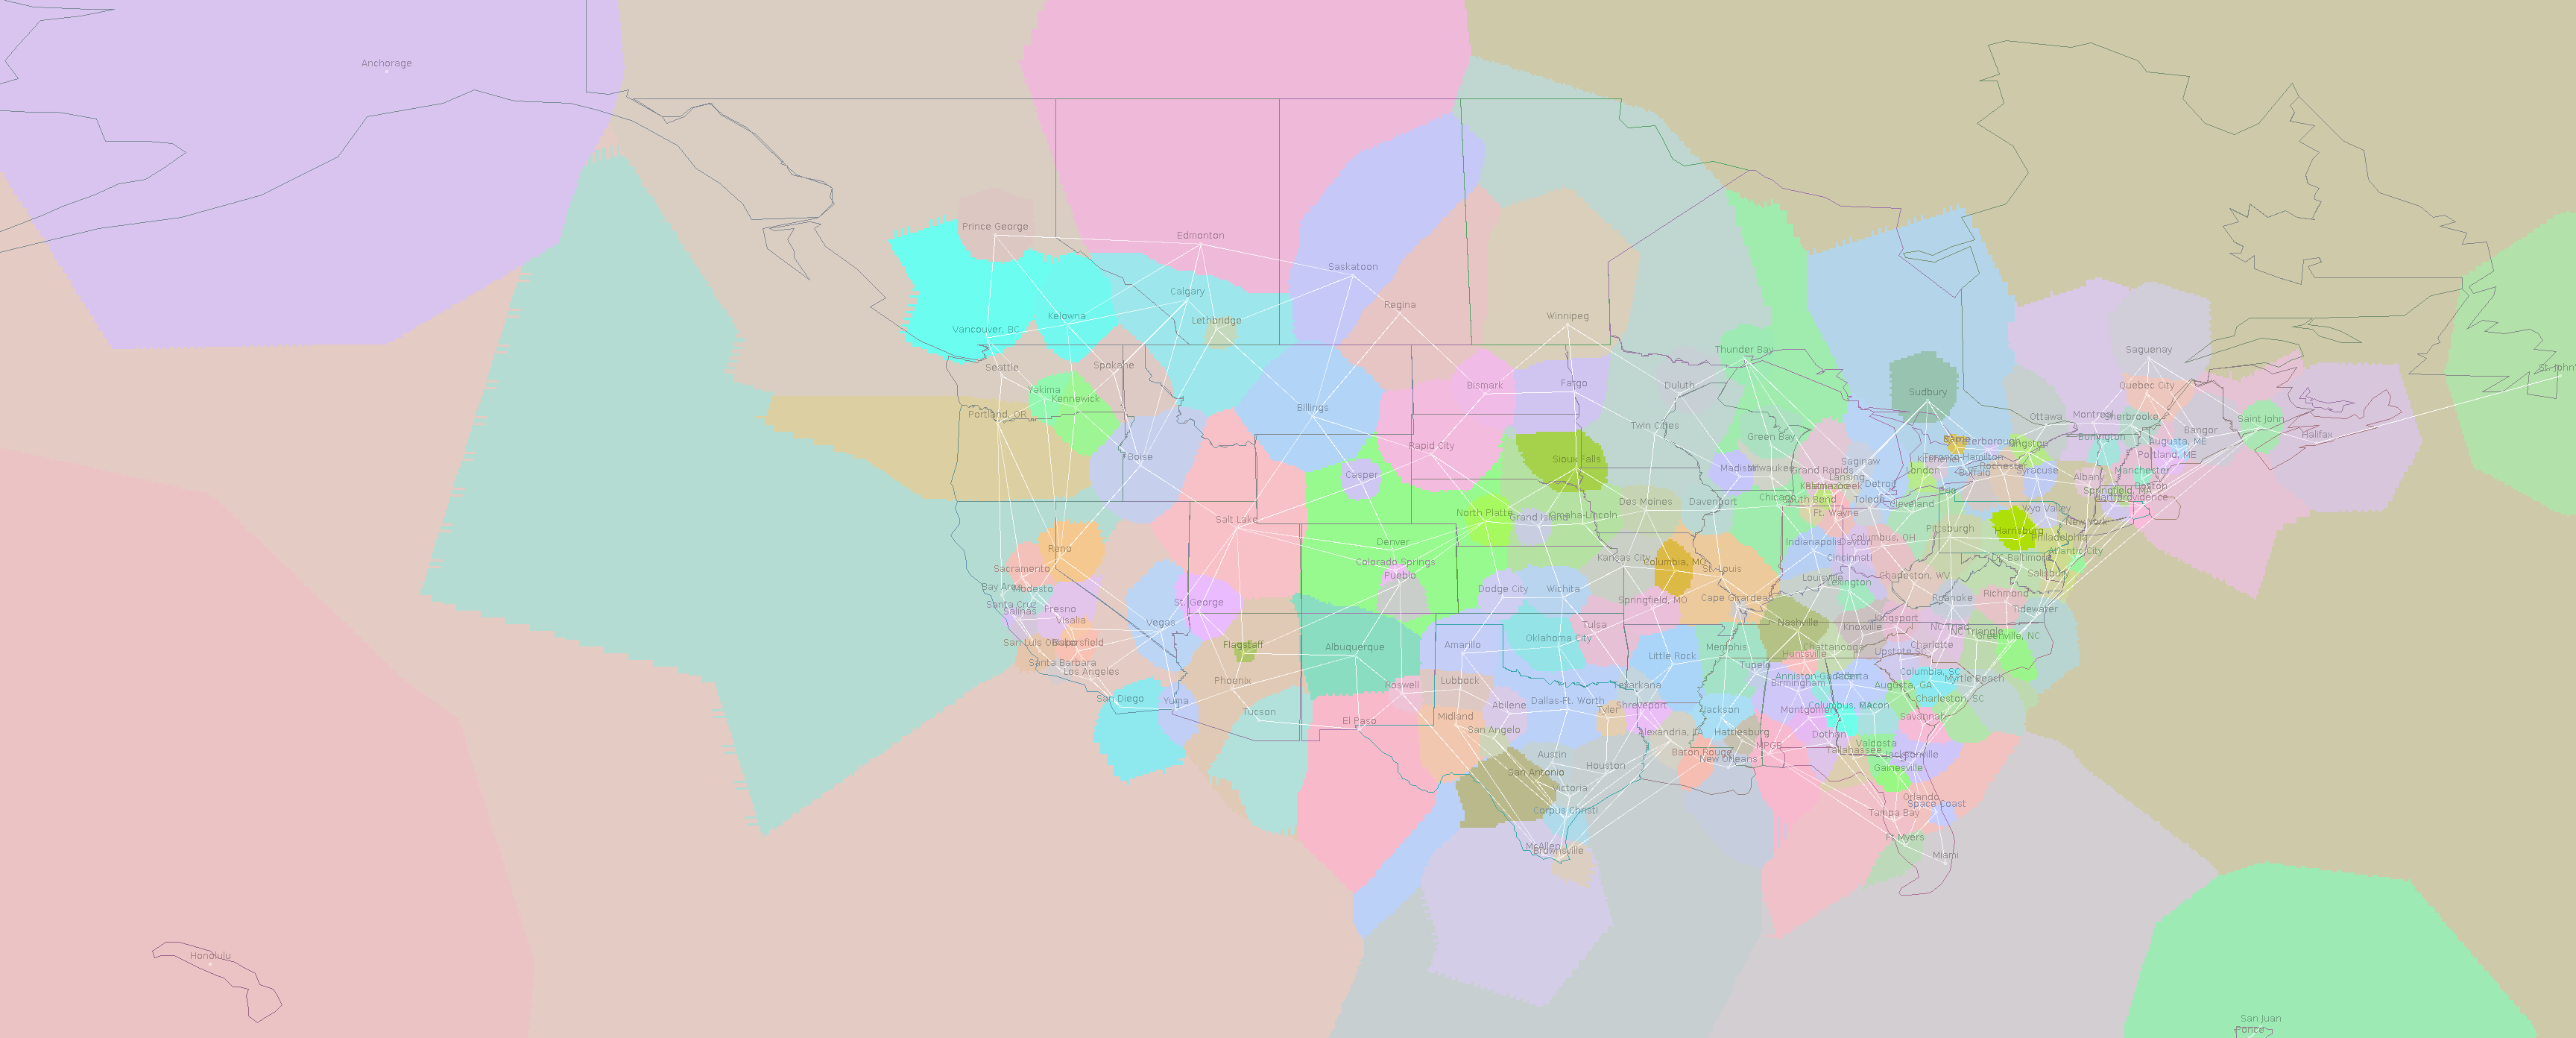 Anchorage
Prince George
Edmonton
Saskatoon
Calgary
Regina
Kelowna
Lethbridge
Winnipeg
Vancouver, BC
Thunder Bay
Saguenay
Seattle
Spokane
St. John'
Bismark
Fargo
Duluth
Quebec City
Yakima
Sudbury
Kennewick
Billings
Portland, OR
Ottawa
Montreal
Sherbrooke
Saint John
Twin Cities
Bangor
Halifax
Green Bay
Burlington
Rapid City
Augusta, ME
Kingston
Boise
Sioux Falls
Portland, ME
Toronto
Hamilton
Saginaw
Rochester
Madison
Milwaukee
Grand Rapids
London
Buffalo
Syracuse
Manchester
Casper
Lansing
Albany
Detroit
Springfield, MA
Boston
Des Moines
Davenport
Chicago
South Bend
Toledo
Erie
Cleveland
Wyo Valley
North Platte
Grand Island
Omaha-Lincoln
Ft. Wayne
Salt Lake
New York
Pittsburgh
Harrisburg
Denver
Indianapolis
Dayton
Columbus, OH
Philadelphia
Reno
Kansas City
Cincinnati
DC-Baltimore
Atlantic City
Colorado Springs
Columbia, MO
Sacramento
St. Louis
Pueblo
Louisville
Lexington
Charleston, WV
Salisbury
Bay Area
Modesto
Dodge City
Wichita
Santa Cruz
St. George
Springfield, MO
Cape Girardeau
Roanoke
Richmond
Salinas
Fresno
Tidewater
Visalia
Vegas
Tulsa
Nashville
Knoxville
Kingsport
NC Triad
NC Triangle
Greenville, NC
San Luis Obispo
Bakersfield
Flagstaff
Albuquerque
Amarillo
Oklahoma City
Memphis
Chattanooga
Charlotte
Huntsville
Upstate SC
Santa Barbara
Little Rock
Tupelo
Los Angeles
Phoenix
Roswell
Lubbock
Texarkana
Anniston-Gadsden
Atlanta
Birmingham
Columbia, SC
Augusta, GA
Myrtle Beach
San Diego
Yuma
Abilene
Dallas-Ft. Worth
Tyler
Shreveport
Charleston, SC
Tucson
Midland
Jackson
Montgomery
Columbus, GA
Macon
Savannah
El Paso
San Angelo
Alexandria, LA
Hattiesburg
Dothan
MPGB
Valdosta
Tallahassee
Austin
Baton Rouge
New Orleans
Jacksonville
Houston
San Antonio
Gainesville
Victoria
Orlando
Space Coast
Corpus Christi
Tampa Bay
Ft Myers
McAllen
Brownsville
Miami
Honolulu
San Juan
Ponce